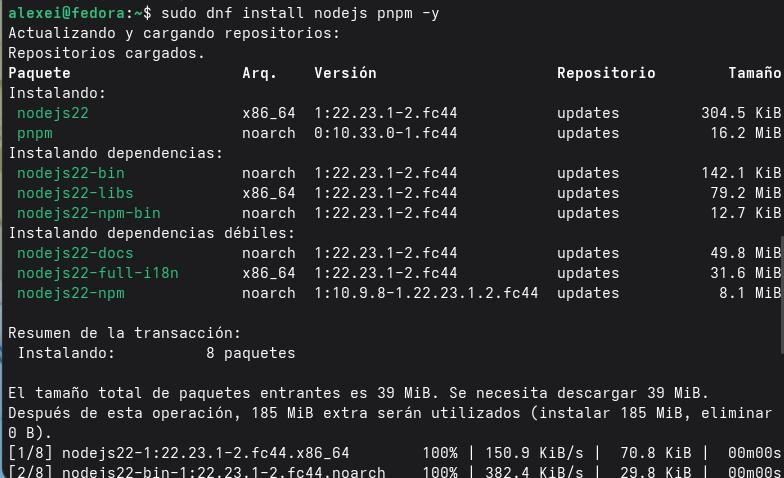 alexei@fedora:~$ sudo dnf install nodejs pnpm -y
Actualizando y cargando repositorios:
Repositorios cargados.
Paquete Arq. Versión Repositorio Tamaño
Instalando:
nodejs22 x86_64 1:22.23.1-2.fc44 updates 304.5 KiB
pnpm noarch 0:10.33.0-1.fc44 updates 16.2 MiB
Instalando dependencias:
nodejs22-bin noarch 1:22.23.1-2.fc44 updates 142.1 KiB
nodejs22-libs x86_64 1:22.23.1-2.fc44 updates 79.2 MiB
nodejs22-npm-bin noarch 1:22.23.1-2.fc44 updates 12.7 KiB
Instalando dependencias débiles:
nodejs22-docs noarch 1:22.23.1-2.fc44 updates 49.8 MiB
nodejs22-full-i18n x86_64 1:22.23.1-2.fc44 updates 31.6 MiB
nodejs22-npm noarch 1:10.9.8-1.22.23.1.2.fc44 updates 8.1 MiB
Resumen de la transacción:
Instalando: 8 paquetes
El tamaño total de paquetes entrantes es 39 MiB. Se necesita descargar 39 MiB.
Después de esta operación, 185 MiB extra serán utilizados (instalar 185 MiB, eliminar
0 B).
[1/8] nodejs22-1:22.23.1-2.fc44.x86_64 100% | 150.9 KiB/s | 70.8 KiB | 00m00s
[2/8] nodejs22-bin-1:22.23.1-2.fc44.noarch 100% | 382.4 KiB/s | 29.8 KiB | 00m00s